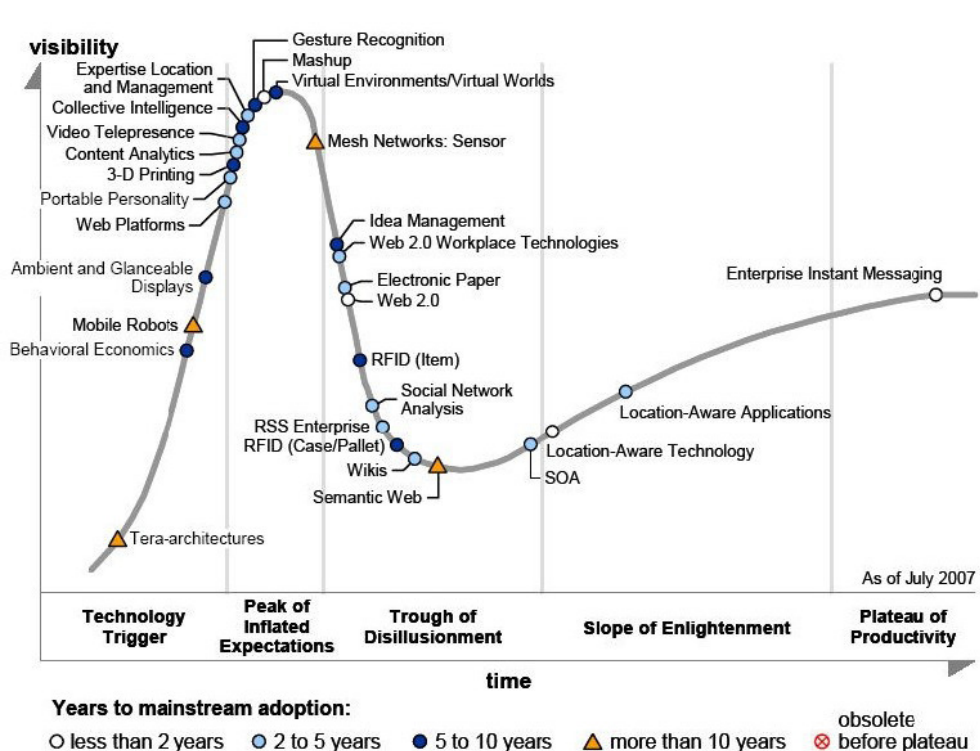 visibility
Gesture Recognition
Mashup
Virtual Environments/Virtual Worlds
Expertise Location
and Management
Collective Intelligence
Video Telepresence
Content Analytics
3-D Printing
Portable Personality
Web Platforms
Mesh Networks: Sensor
Idea Management
Web 2.0 Workplace Technologies
Electronic Paper
Web 2.0
Ambient and Glanceable
Displays
Mobile Robots
Behavioral Economics
RFID (Item)
Social Network
Analysis
RSS Enterprise
RFID (Case/Pallet)
Wikis
Semantic Web
Enterprise Instant Messaging
Location-Aware Applications
Location-Aware Technology
SOA
Tera-architectures
As of July 2007
Technology
Trigger
Peak of
Inflated
Expectations
Trough of
Disillusionment
Slope of Enlightenment
Plateau of
Productivity
time
Years to mainstream adoption:
less than 2 years
2 to 5 years
5 to 10 years
more than 10 years
obsolete
before plateau